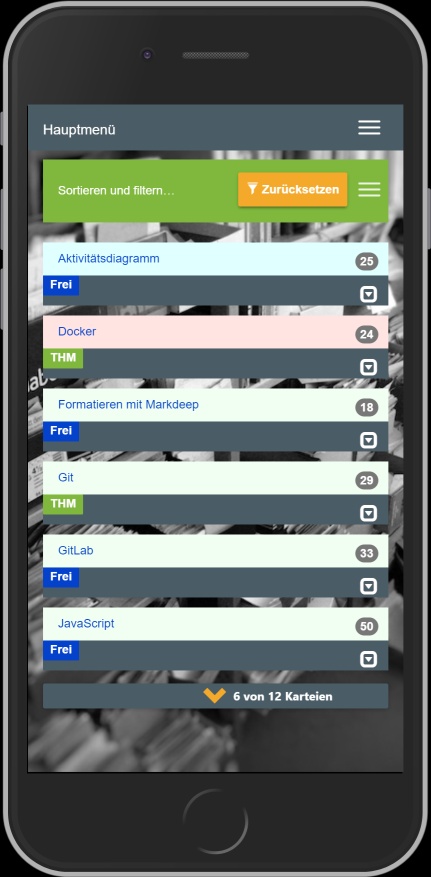 Hauptmenü
Sortieren und filtern…
Zurücksetzen
Aktivitätsdiagramm 25
Frei
Docker 24
THM
Formatieren mit Markdeep 18
Frei
Git 29
THM
GitLab 33
Frei
JavaScript 50
Frei
6 von 12 Karteien